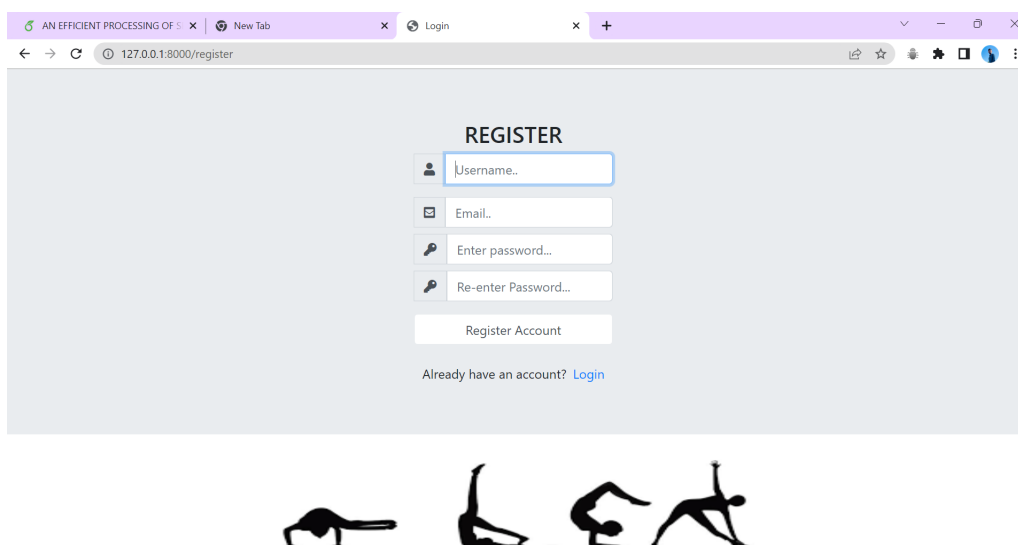 AN EFFICIENT PROCESSING OF S
New Tab
Login
127.0.0.1:8000/register
REGISTER
Username..
Email..
Enter password...
Re-enter Password...
Register Account
Already have an account? Login